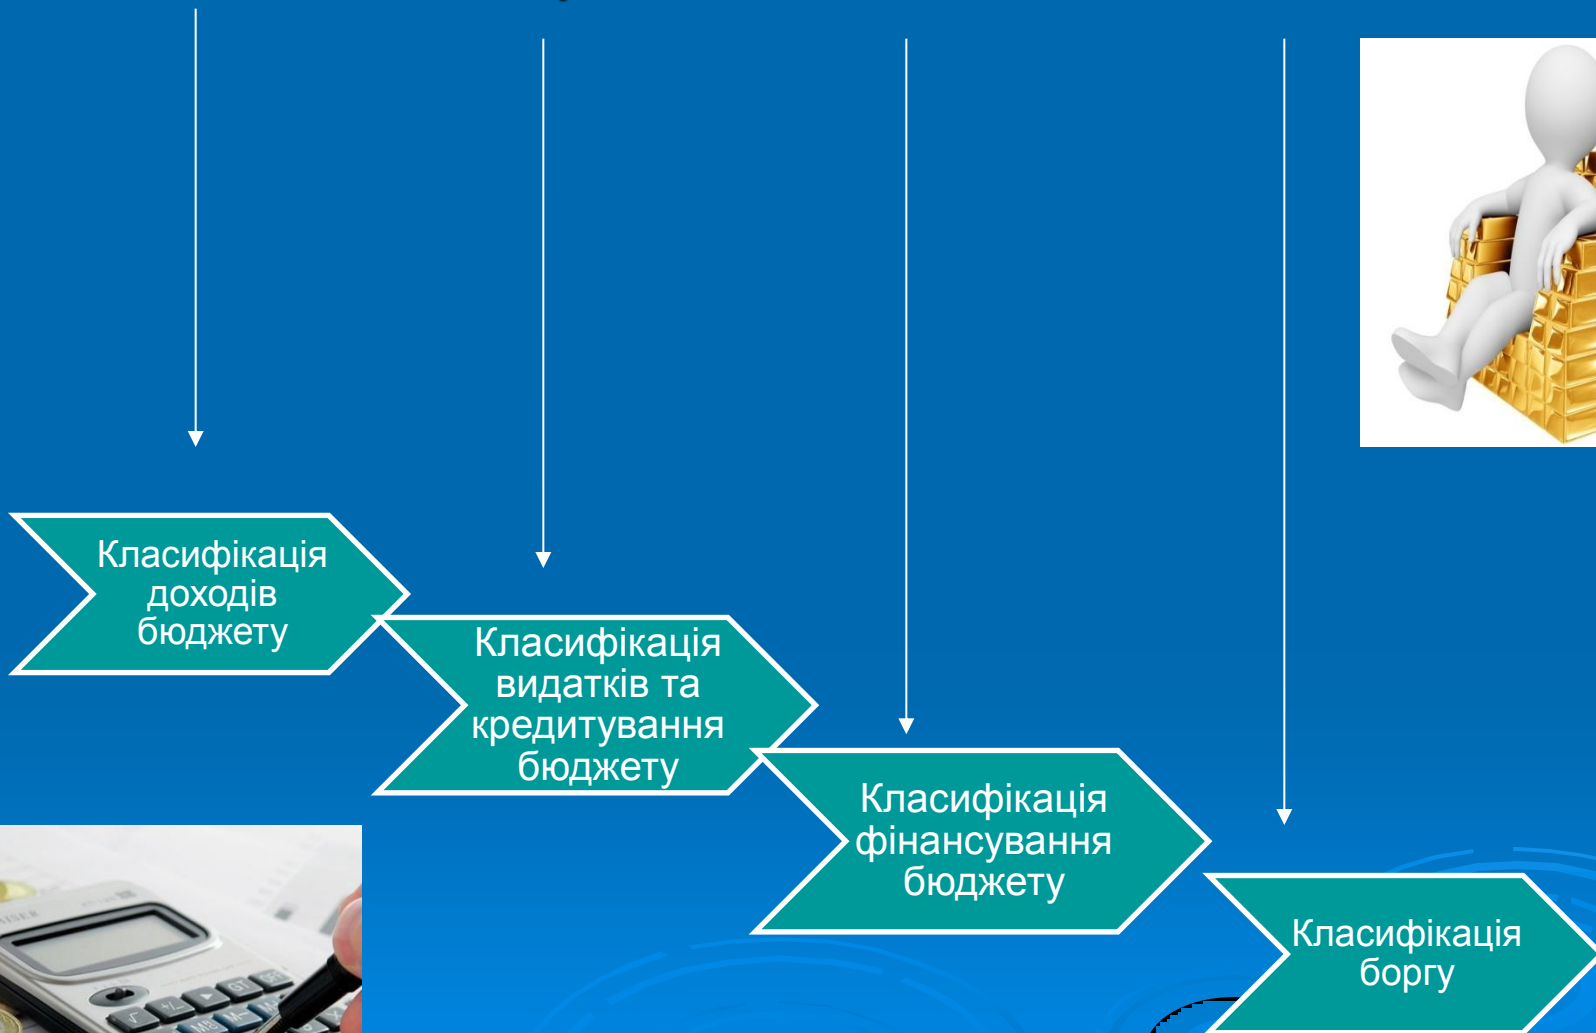 Класифікація
доходів
бюджету
Класифікація
видатків та
кредитування
бюджету
Класифікація
фінансування
бюджету
Класифікація
боргу